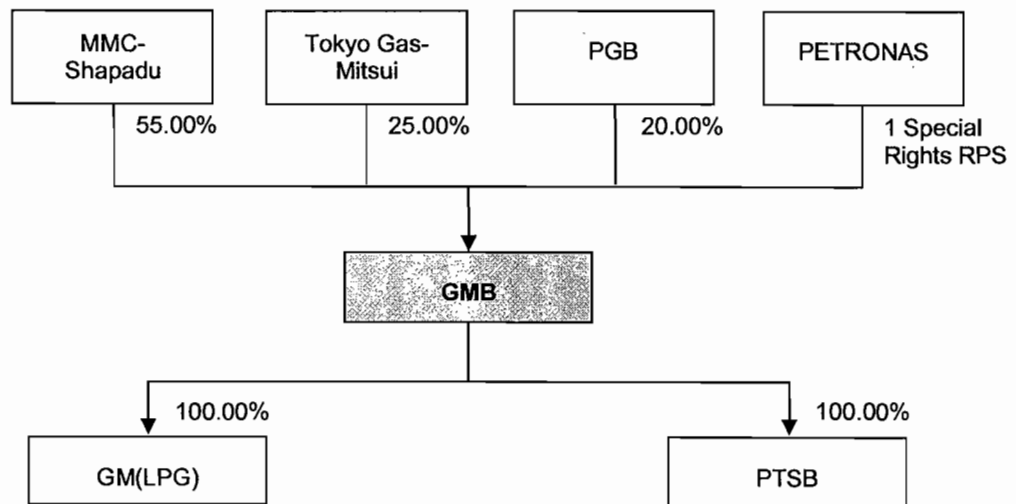 MMC-
Shapadu
Tokyo Gas-
Mitsui
PGB
PETRONAS
55.00%
25.00%
20.00%
1 Special
Rights RPS
GMB
100.00%
100.00%
GM(LPG)
PTSB